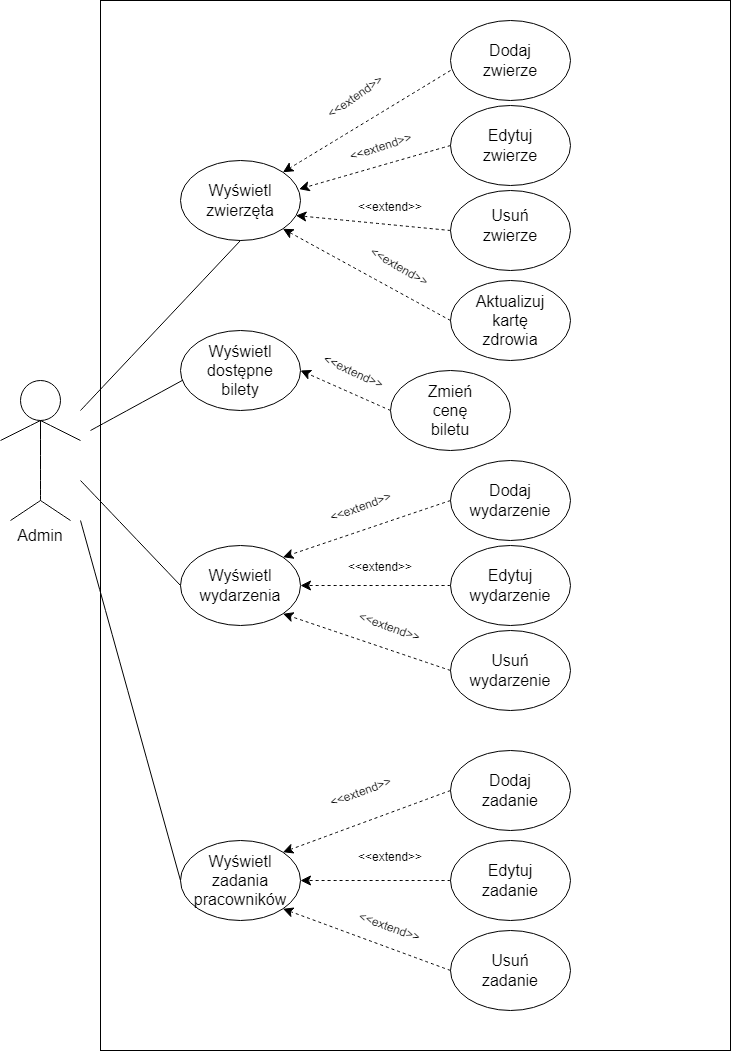 Dodaj
zwierze
<<extend>>
Edytuj
zwierze
<<extend>>
Wyświetl
zwierzęta
<<extend>>
Usuń
zwierze
<<extend>>
Aktualizuj
kartę
zdrowia
Wyświetl
dostępne
bilety
<<extend>>
Zmień
cenę
biletu
Admin
Dodaj
wydarzenie
<<extend>>
Wyświetl
wydarzenia
<<extend>>
Edytuj
wydarzenie
<<extend>>
Usuń
wydarzenie
Dodaj
zadanie
<<extend>>
Wyświetl
zadania
pracowników
<<extend>>
Edytuj
zadanie
<<extend>>
Usuń
zadanie